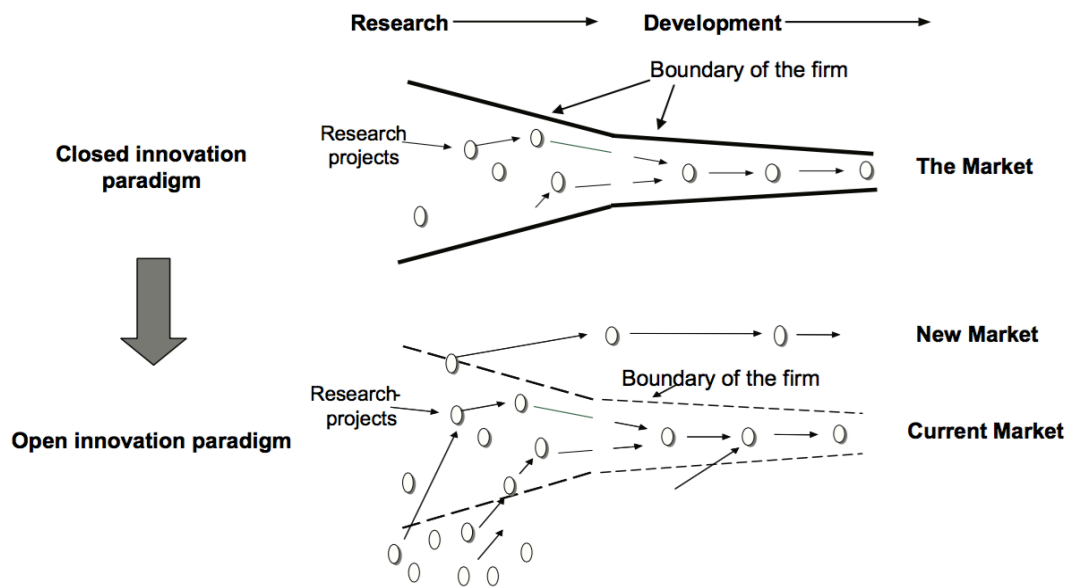 Research
Development
Boundary of the firm
Research
projects
Closed innovation
paradigm
The Market
New Market
Boundary of the firm
Research-
projects
Open innovation paradigm
Current Market